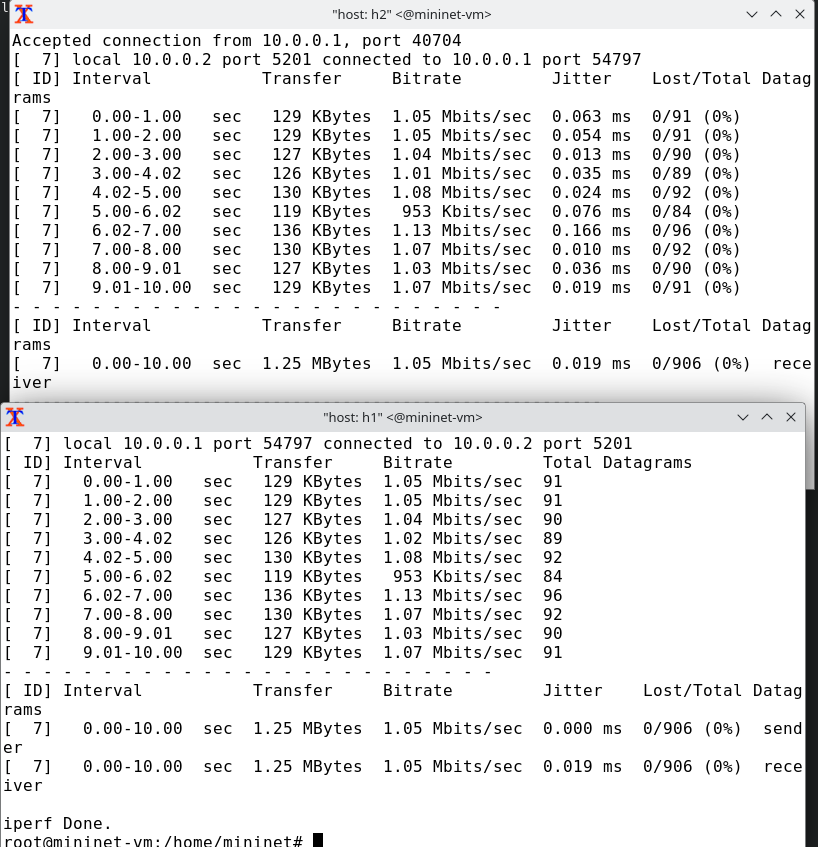 "host: h2" <@mininet-vm>
Accepted connection from 10.0.0.1, port 40704
[  7] local 10.0.0.2 port 5201 connected to 10.0.0.1 port 54797
[ ID] Interval           Transfer     Bitrate         Jitter    Lost/Total Datag
rams
[  7]   0.00-1.00   sec   129 KBytes  1.05 Mbits/sec  0.063 ms  0/91 (0%)
[  7]   1.00-2.00   sec   129 KBytes  1.05 Mbits/sec  0.054 ms  0/91 (0%)
[  7]   2.00-3.00   sec   127 KBytes  1.04 Mbits/sec  0.013 ms  0/90 (0%)
[  7]   3.00-4.02   sec   126 KBytes  1.01 Mbits/sec  0.035 ms  0/89 (0%)
[  7]   4.02-5.00   sec   130 KBytes  1.08 Mbits/sec  0.024 ms  0/92 (0%)
[  7]   5.00-6.02   sec   119 KBytes   953 Kbits/sec  0.076 ms  0/84 (0%)
[  7]   6.02-7.00   sec   136 KBytes  1.13 Mbits/sec  0.166 ms  0/96 (0%)
[  7]   7.00-8.00   sec   130 KBytes  1.07 Mbits/sec  0.010 ms  0/92 (0%)
[  7]   8.00-9.01   sec   127 KBytes  1.03 Mbits/sec  0.036 ms  0/90 (0%)
[  7]   9.01-10.00  sec   129 KBytes  1.07 Mbits/sec  0.019 ms  0/91 (0%)
- - - - - - - - - - - - - - - - - - - - - - - - -
[ ID] Interval           Transfer     Bitrate         Jitter    Lost/Total Datag
rams
[  7]   0.00-10.00  sec  1.25 MBytes  1.05 Mbits/sec  0.019 ms  0/906 (0%)  rece
iver
"host: h1" <@mininet-vm>
[  7] local 10.0.0.1 port 54797 connected to 10.0.0.2 port 5201
[ ID] Interval           Transfer     Bitrate         Total Datagrams
[  7]   0.00-1.00   sec   129 KBytes  1.05 Mbits/sec  91
[  7]   1.00-2.00   sec   129 KBytes  1.05 Mbits/sec  91
[  7]   2.00-3.00   sec   127 KBytes  1.04 Mbits/sec  90
[  7]   3.00-4.02   sec   126 KBytes  1.02 Mbits/sec  89
[  7]   4.02-5.00   sec   130 KBytes  1.08 Mbits/sec  92
[  7]   5.00-6.02   sec   119 KBytes   953 Kbits/sec  84
[  7]   6.02-7.00   sec   136 KBytes  1.13 Mbits/sec  96
[  7]   7.00-8.00   sec   130 KBytes  1.07 Mbits/sec  92
[  7]   8.00-9.01   sec   127 KBytes  1.03 Mbits/sec  90
[  7]   9.01-10.00  sec   129 KBytes  1.07 Mbits/sec  91
- - - - - - - - - - - - - - - - - - - - - - - - -
[ ID] Interval           Transfer     Bitrate         Jitter    Lost/Total Datag
rams
[  7]   0.00-10.00  sec  1.25 MBytes  1.05 Mbits/sec  0.000 ms  0/906 (0%)  send
er
[  7]   0.00-10.00  sec  1.25 MBytes  1.05 Mbits/sec  0.019 ms  0/906 (0%)  rece
iver

iperf Done.
root@mininet-vm:/home/mininet#